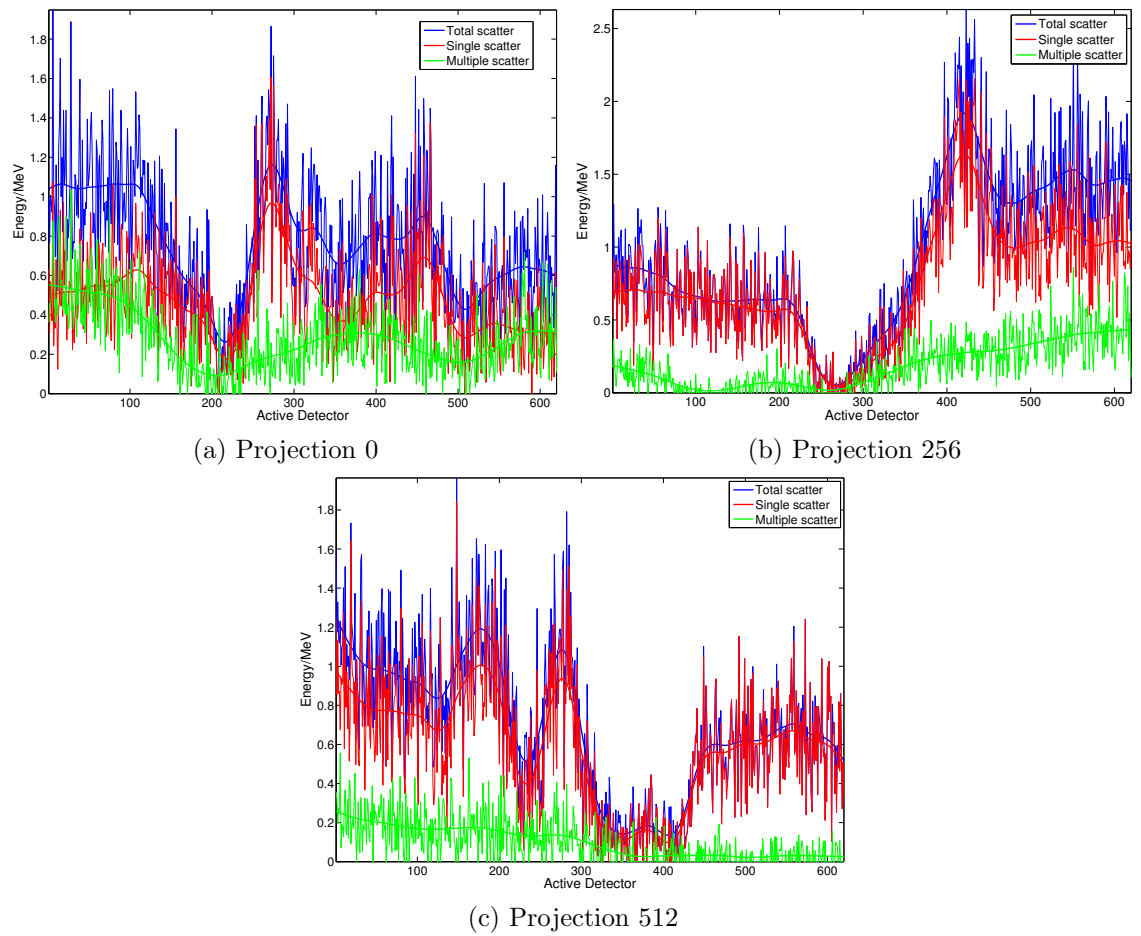 Total scatter
Single scatter
Multiple scatter
Energy/MeV
1.8
1.6
1.4
1.2
1
0.8
0.6
0.4
0.2
0
100 200 300 400 500 600
Active Detector
(a) Projection 0
Total scatter
Single scatter
Multiple scatter
Energy/MeV
2.5
2
1.5
1
0.5
0
100 200 300 400 500 600
Active Detector
(b) Projection 256
Total scatter
Single scatter
Multiple scatter
Energy/MeV
1.8
1.6
1.4
1.2
1
0.8
0.6
0.4
0.2
0
100 200 300 400 500 600
Active Detector
(c) Projection 512